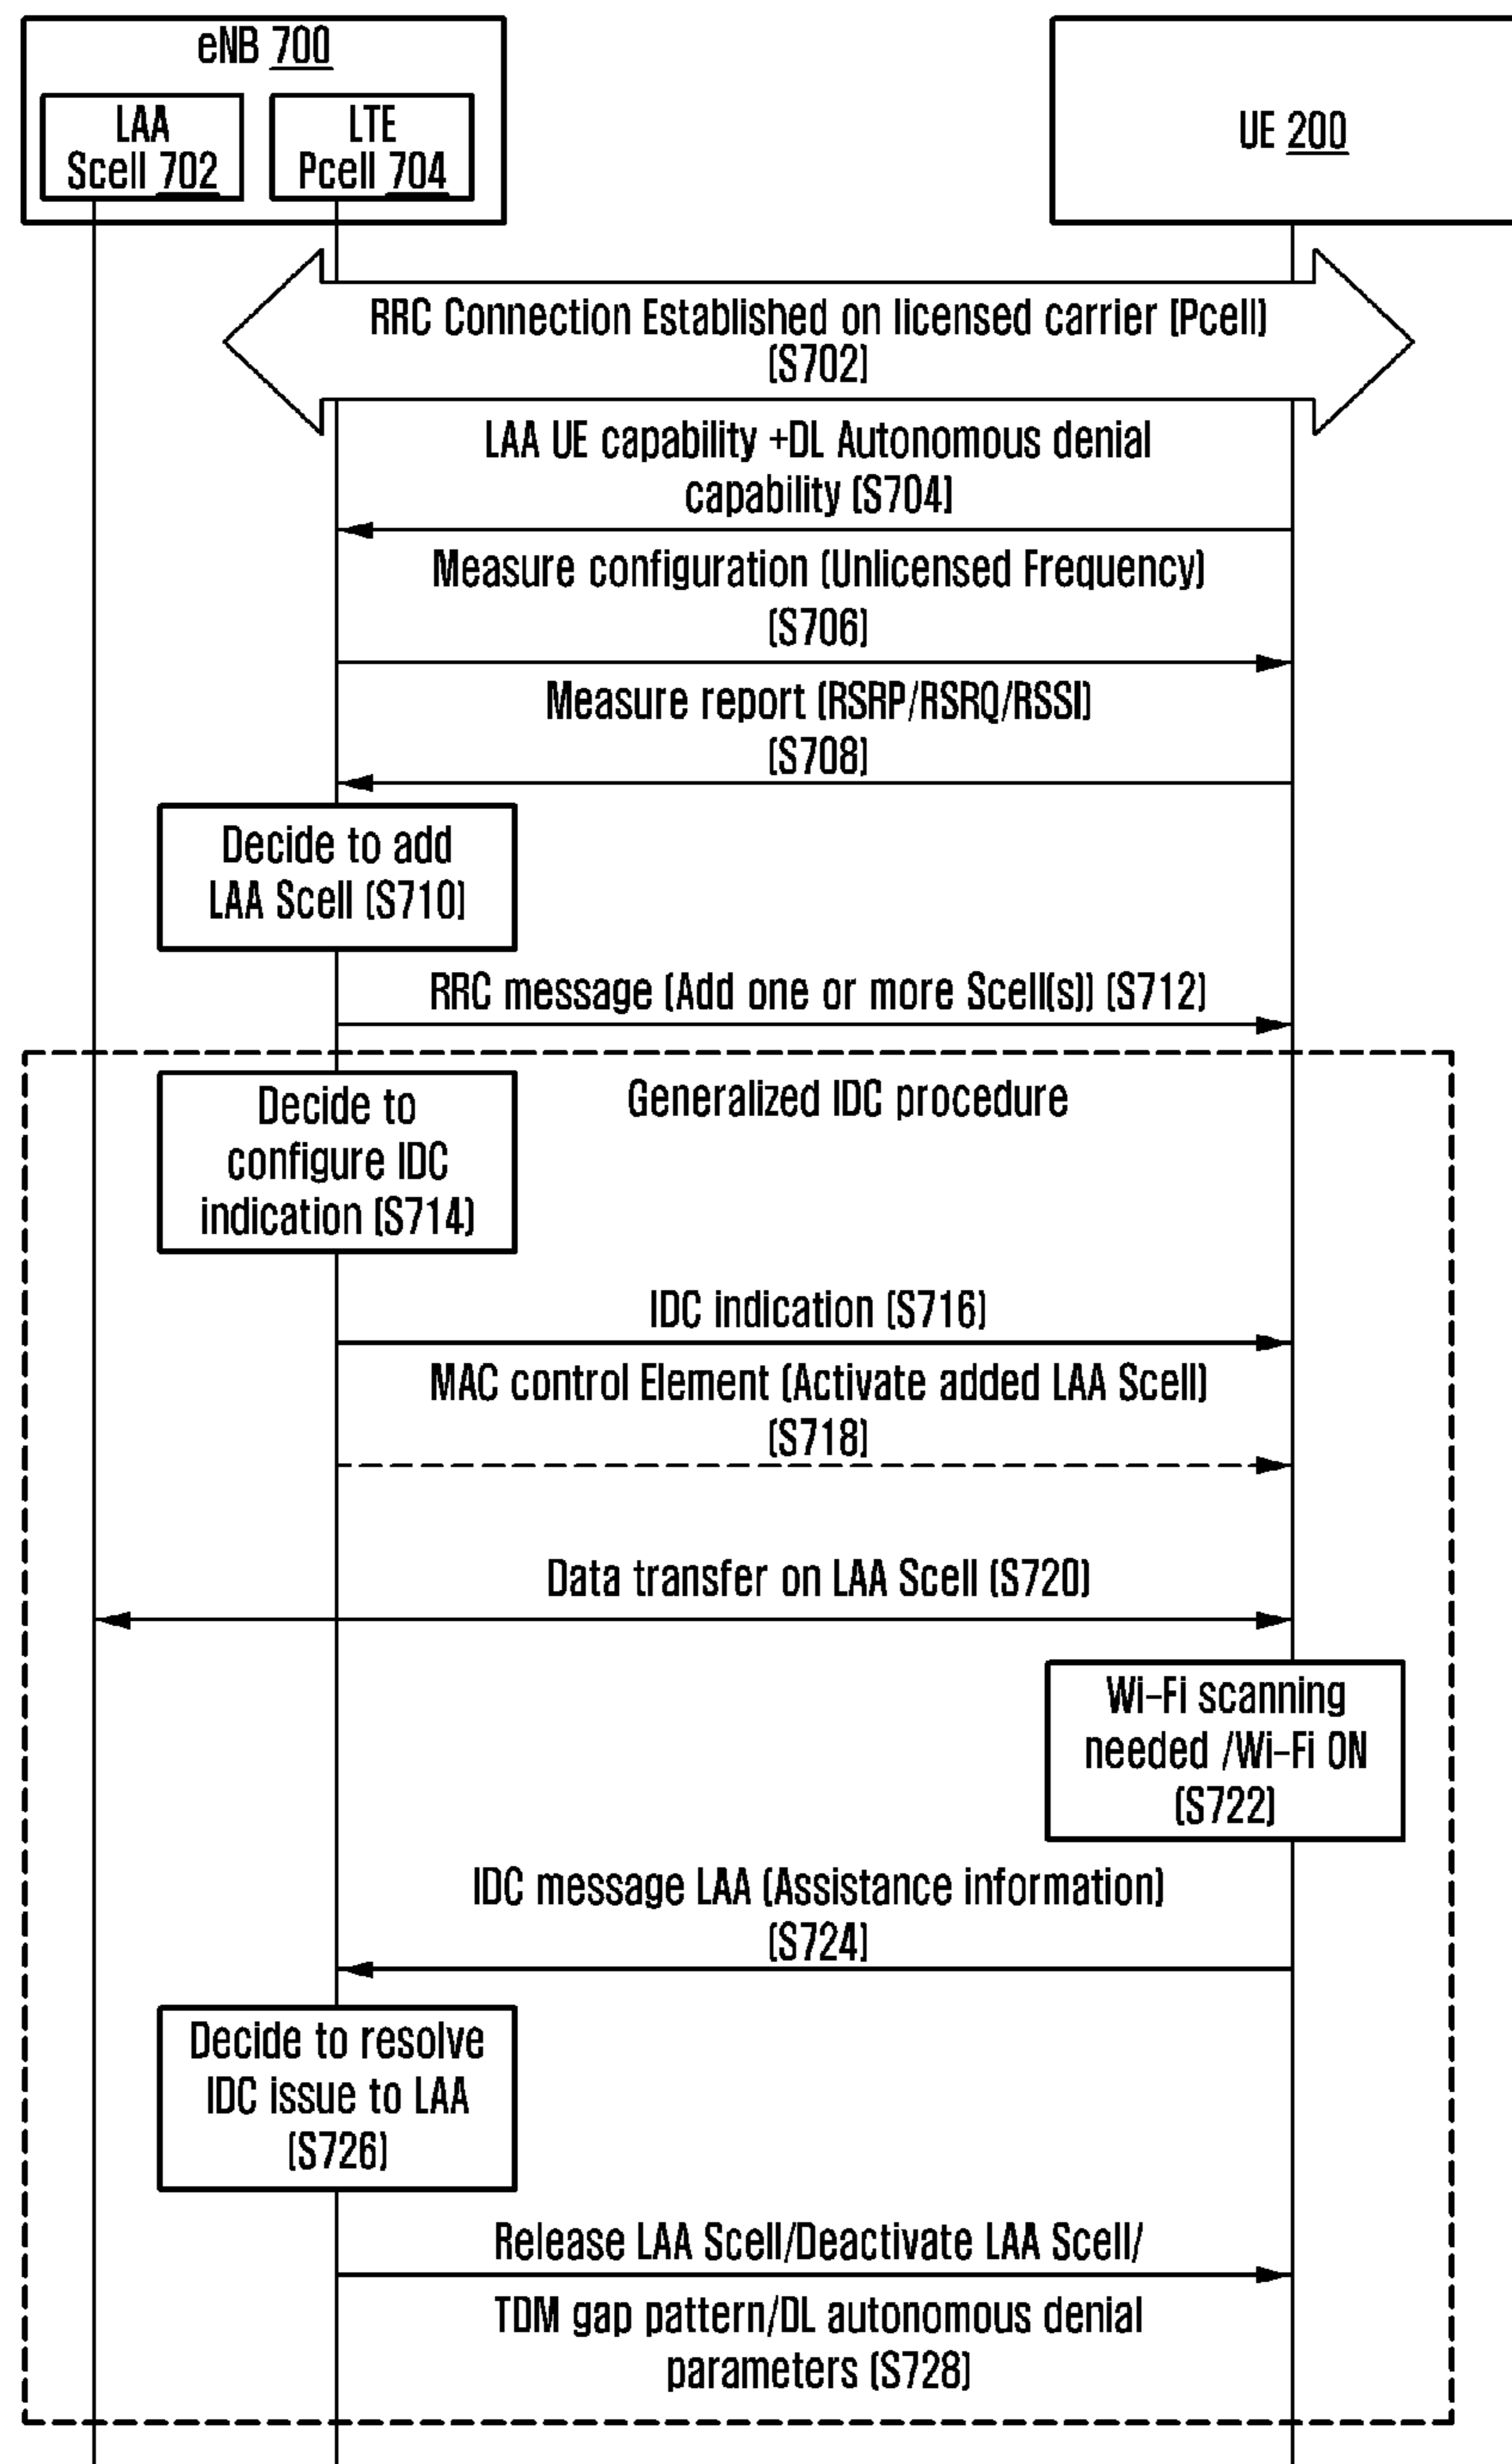 eNB 700
LAA
Scell 702
LTE
Pcell 704
UE 200
RRC Connection Established on licensed carrier (Pcell)
(S702)
LAA UE capability +DL Autonomous denial
capability (S704)
Measure configuration (Unlicensed Frequency)
(S706)
Measure report (RSRP/RSRQ/RSSI)
(S708)
Decide to add
LAA Scell (S710)
RRC message (Add one or more Scell(s)) (S712)
Generalized IDC procedure
Decide to
configure IDC
indication (S714)
IDC indication (S716)
MAC control Element (Activate added LAA Scell)
(S718)
Data transfer on LAA Scell (S720)
Wi-Fi scanning
needed /Wi-Fi ON
(S722)
IDC message LAA (Assistance information)
(S724)
Decide to resolve
IDC issue to LAA
(S726)
Release LAA Scell/Deactivate LAA Scell/
TDM gap pattern/DL autonomous denial
parameters (S728)